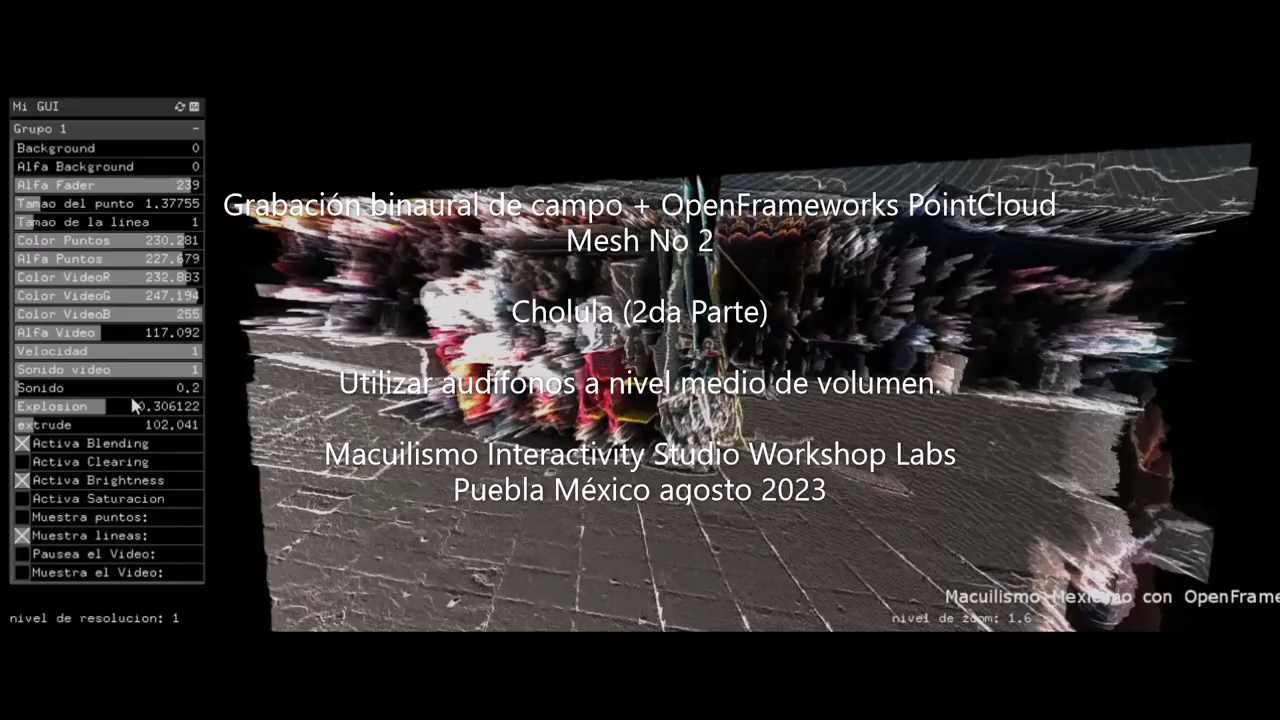 Mi GUI
Grupo 1 -
Background 0
Alfa Background 0
Alfa Fader 239
Tamao del punto 1.37755
Tamao de la linea 1
Color Puntos 230.281
Alfa Puntos 227.679
Color VideoR 232.883
Color VideoG 247.194
Color VideoB 255
Alfa Video 117.092
Velocidad 1
Sonido video 1
Sonido 0.2
Explosion 0.306122
extrude 102.041
Activa Blending
Activa Clearing
Activa Brightness
Activa Saturacion
Muestra puntos:
Muestra lineas:
Pausea el Video:
Muestra el Video:
nivel de resolucion: 1
Grabación binaural de campo + OpenFrameworks PointCloud
Mesh No 2
Cholula (2da Parte)
Utilizar audífonos a nivel medio de volumen.
Macuilismo Interactivity Studio Workshop Labs
Puebla México agosto 2023
Macuilismo Mexicano con OpenFrame
nivel de zoom: 1.6